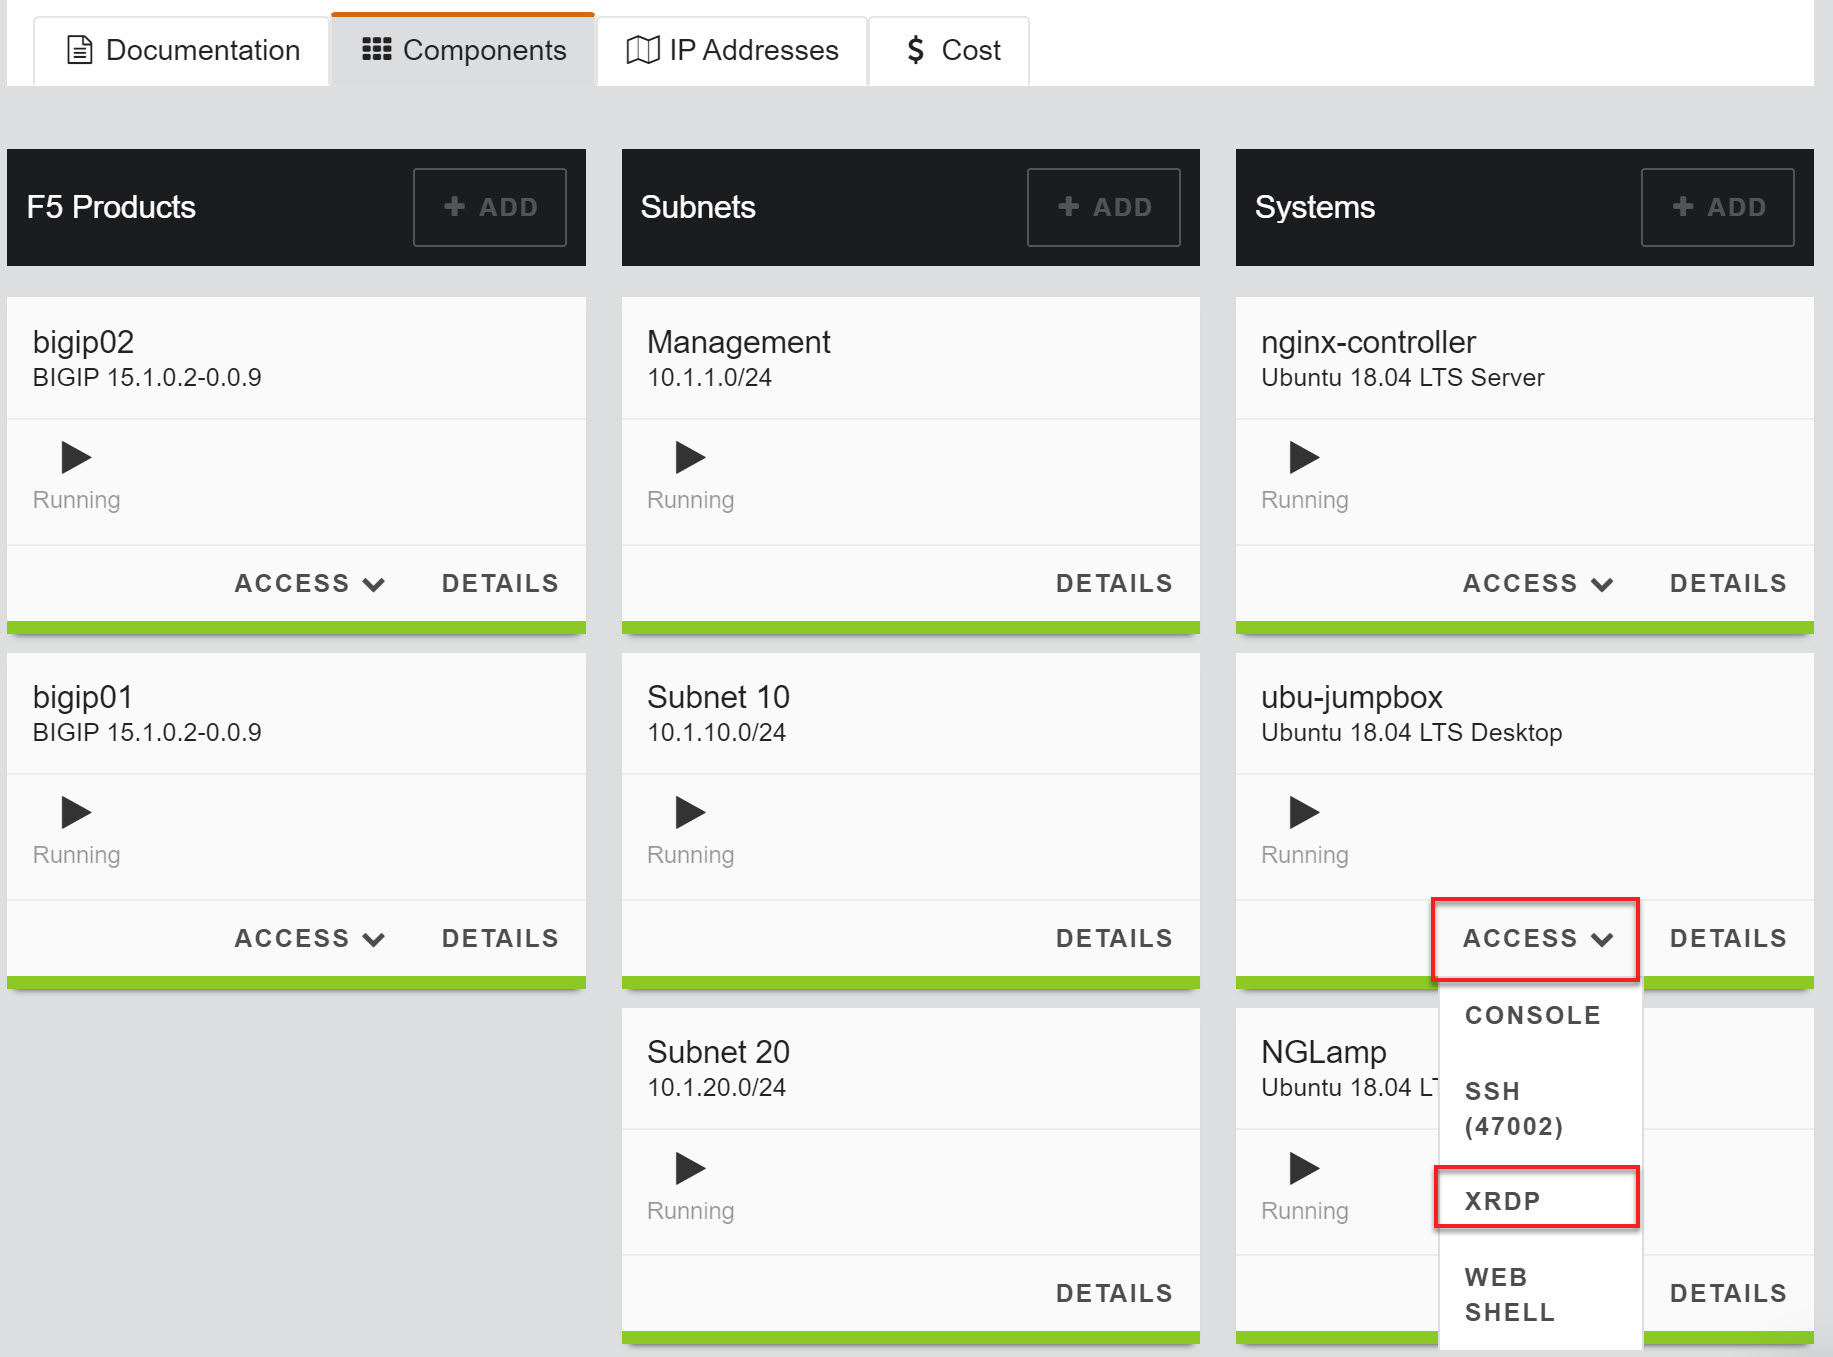 Documentation
Components
IP Addresses
$ Cost
F5 Products
+ ADD
bigip02
BIGIP 15.1.0.2-0.0.9
Running
ACCESS
DETAILS
bigip01
BIGIP 15.1.0.2-0.0.9
Running
ACCESS
DETAILS
Subnets
+ ADD
Management
10.1.1.0/24
Running
DETAILS
Subnet 10
10.1.10.0/24
Running
DETAILS
Subnet 20
10.1.20.0/24
Running
DETAILS
Systems
+ ADD
nginx-controller
Ubuntu 18.04 LTS Server
Running
ACCESS
DETAILS
ubu-jumpbox
Ubuntu 18.04 LTS Desktop
Running
ACCESS
DETAILS
CONSOLE
SSH
(47002)
XRDP
WEB
SHELL
NGLamp
Ubuntu 18.04 LT
Running
DETAILS